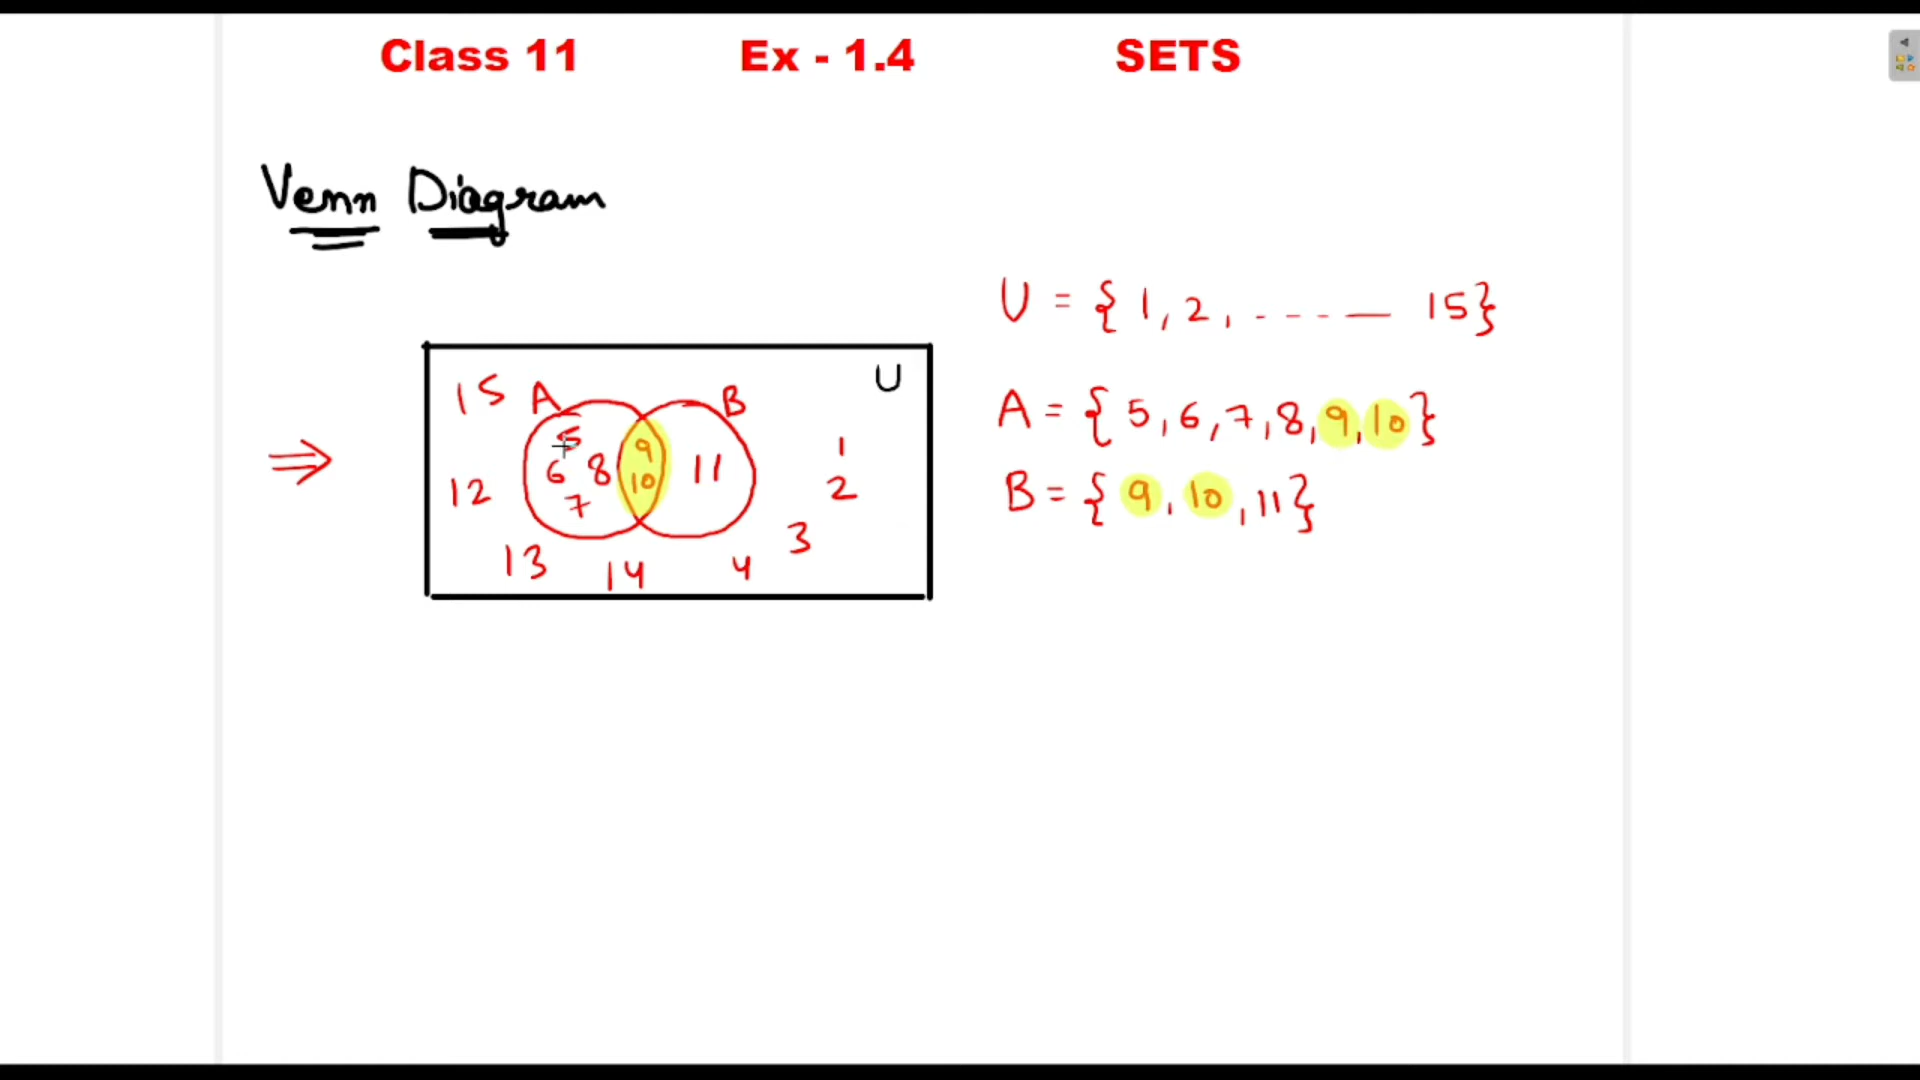 Class 11 Ex - 1.4 SETS
Venn Diagram
U = { 1, 2, - - - — 15}
A = { 5, 6, 7, 8, 9, 10 }
B = { 9, 10, 11}
U
15 A B
5 9 1
6 8 10 11 2
12 7
3
13 14 4